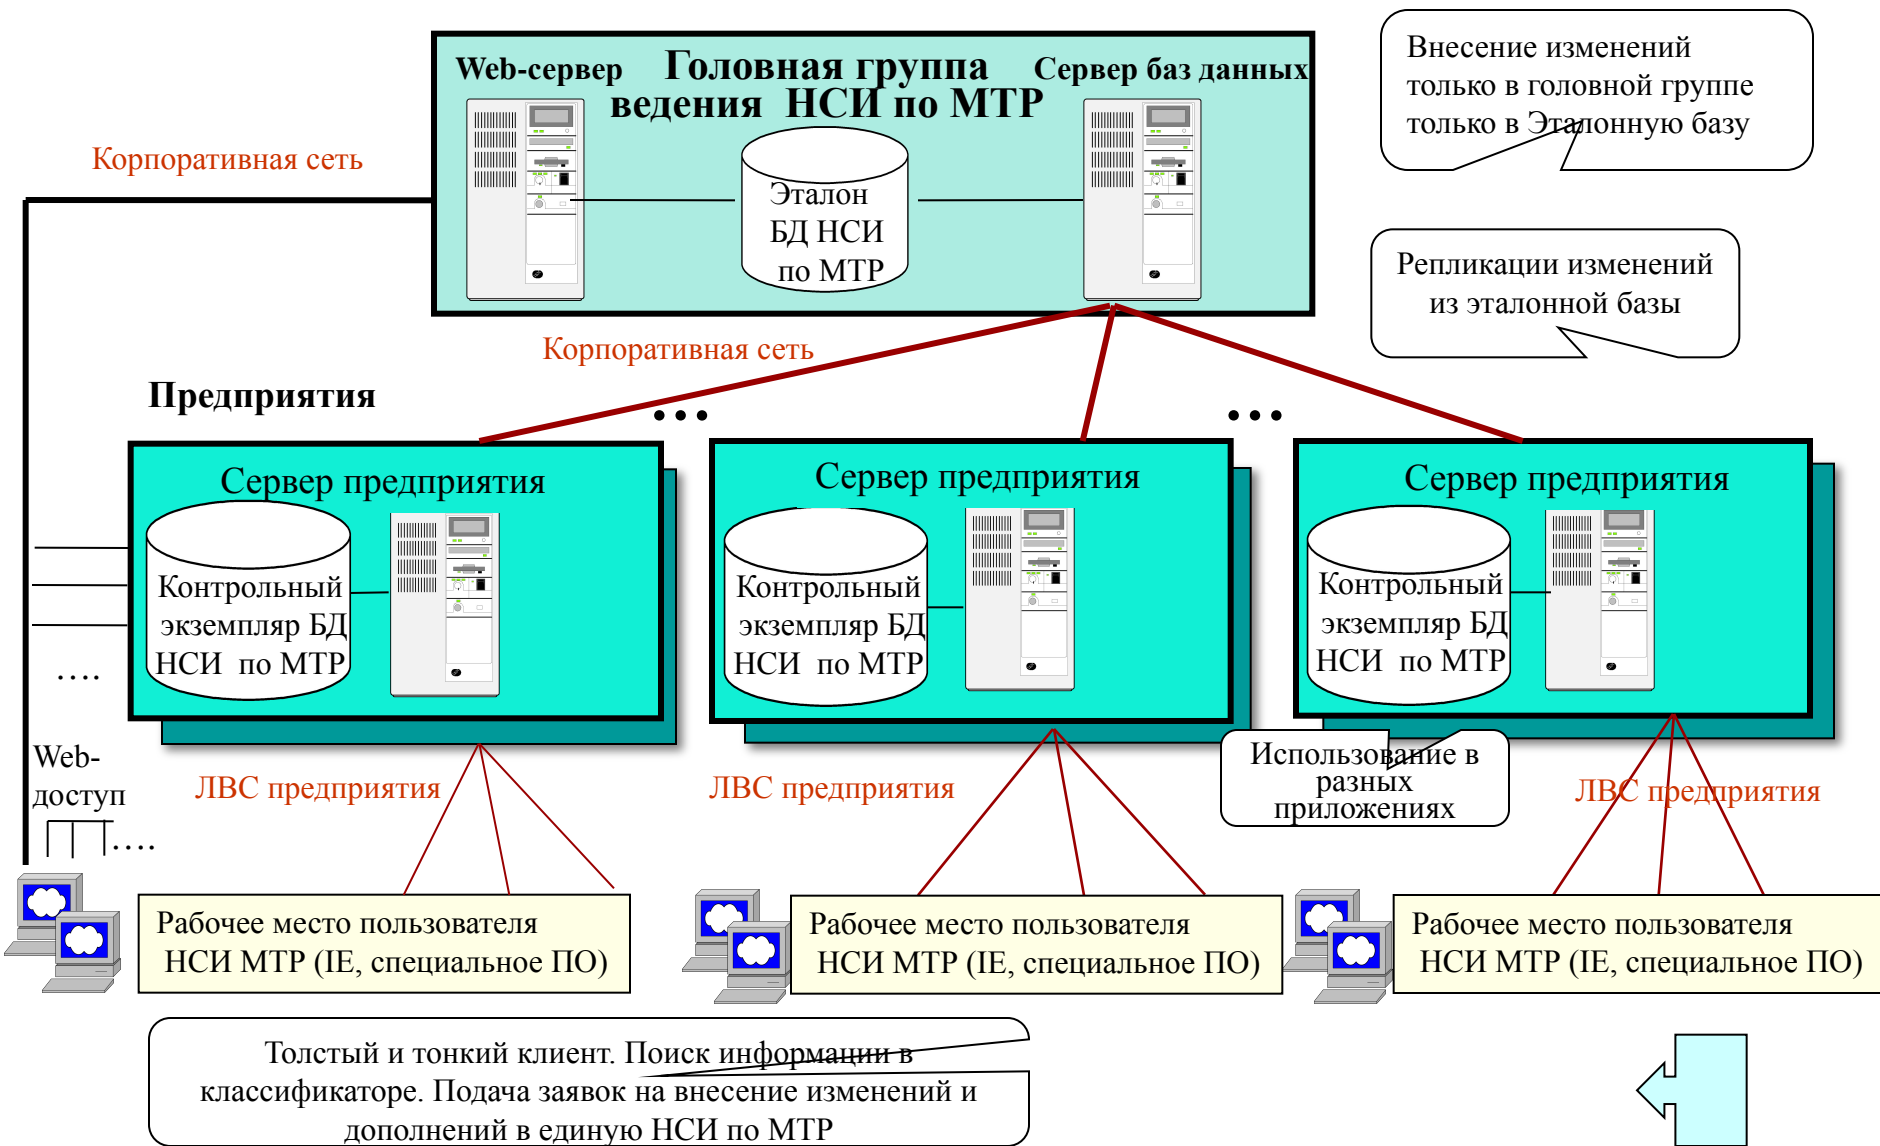 Web-сервер
Головная группа
ведения НСИ по МТР
Сервер баз данных
Внесение изменений
только в головной группе
только в Эталонную базу
Корпоративная сеть
Эталон
БД НСИ
по МТР
Репликации изменений
из эталонной базы
Корпоративная сеть
Предприятия
...
...
Сервер предприятия
Контрольный
экземпляр БД
НСИ по МТР
Сервер предприятия
Контрольный
экземпляр БД
НСИ по МТР
Сервер предприятия
Контрольный
экземпляр БД
НСИ по МТР
....
Web-
доступ
....
ЛВС предприятия
ЛВС предприятия
Использование в
разных
приложениях
ЛВС предприятия
Рабочее место пользователя
НСИ МТР (IE, специальное ПО)
Рабочее место пользователя
НСИ МТР (IE, специальное ПО)
Рабочее место пользователя
НСИ МТР (IE, специальное ПО)
Толстый и тонкий клиент. Поиск информации в
классификаторе. Подача заявок на внесение изменений и
дополнений в единую НСИ по МТР